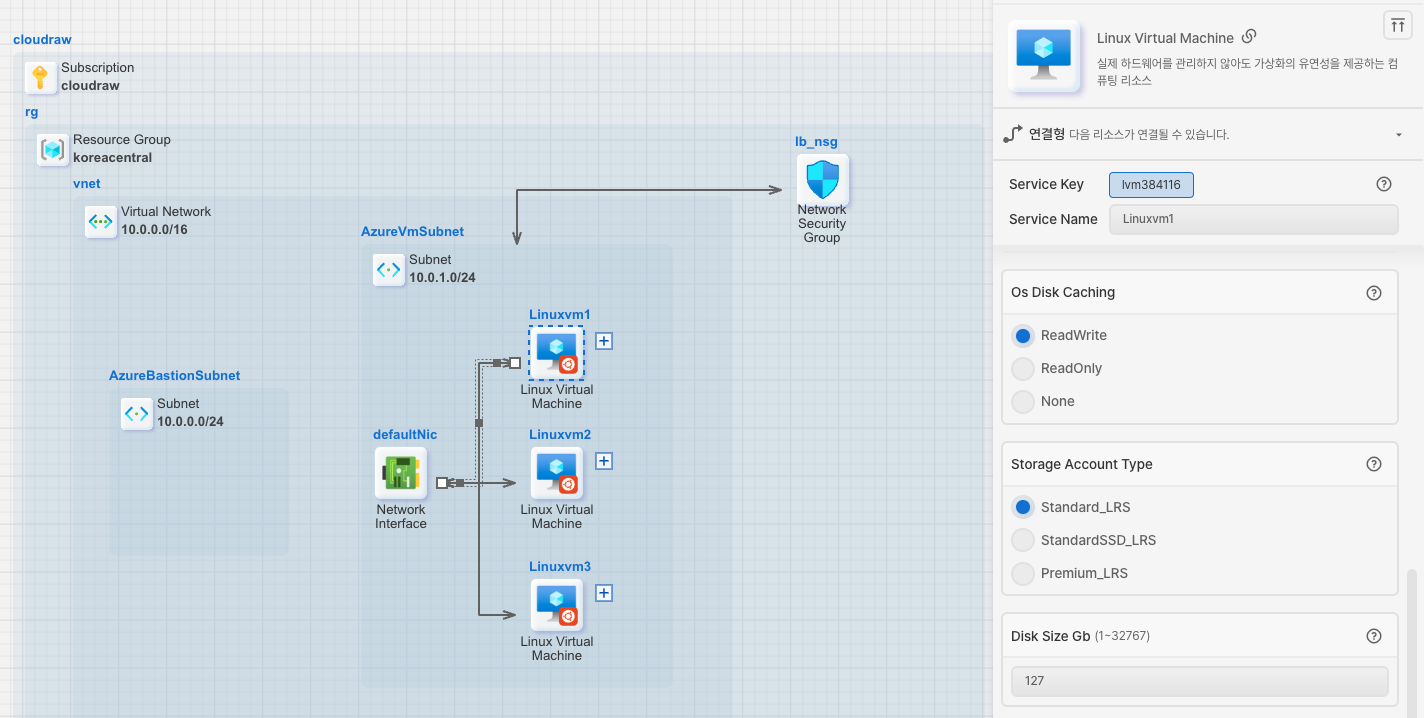 cloudraw
Subscription
cloudraw
rg
Resource Group
koreacentral
vnet
Virtual Network
10.0.0.0/16
lb_nsg
Network
Security
Group
AzureVmSubnet
Subnet
10.0.1.0/24
AzureBastionSubnet
Subnet
10.0.0.0/24
Linuxvm1
Linux Virtual
Machine
defaultNic
Network
Interface
Linuxvm2
Linux Virtual
Machine
Linuxvm3
Linux Virtual
Machine
Linux Virtual Machine
실제 하드웨어를 관리하지 않아도 가상화의 유연성을 제공하는 컴
퓨팅 리소스
연결형 다음 리소스가 연결될 수 있습니다.
Service Key lvm384116
Service Name Linuxvm1
Os Disk Caching
ReadWrite
ReadOnly
None
Storage Account Type
Standard_LRS
StandardSSD_LRS
Premium_LRS
Disk Size Gb (1~32767)
127